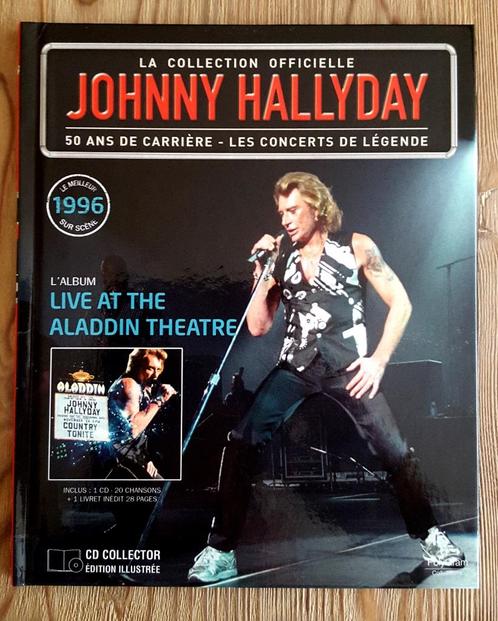 LA COLLECTION OFFICIELLE
JOHNNY HALLYDAY
50 ANS DE CARRIÈRE - LES CONCERTS DE LÉGENDE
LE MEILLEUR
1996
SUR SCÈNE
L'ALBUM
LIVE AT THE
ALADDIN THEATRE
ALADDIN
JOHNNY
HALLYDAY
COUNTRY
TONITE
INCLUS : 1 CD - 20 CHANSONS
+ 1 LIVRET INÉDIT 28 PAGES
CD COLLECTOR
ÉDITION ILLUSTRÉE
PolyGram